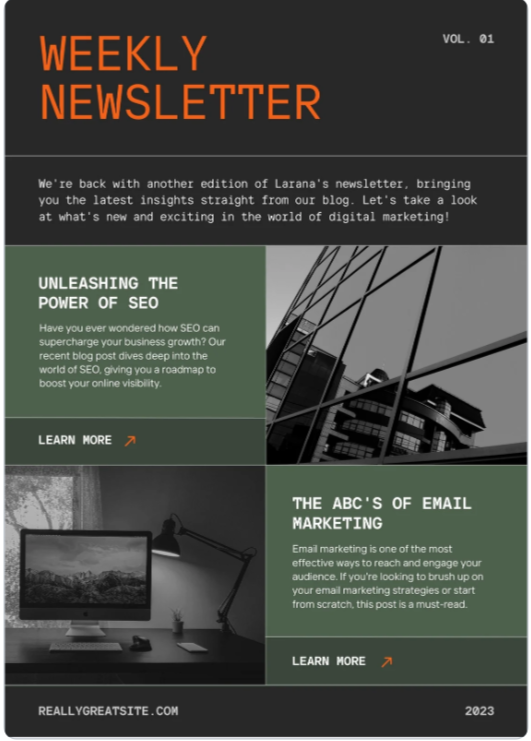 WEEKLY
NEWSLETTER
VOL. 01
We're back with another edition of Larana's newsletter, bringing
you the latest insights straight from our blog. Let's take a look
at what's new and exciting in the world of digital marketing!
UNLEASHING THE
POWER OF SEO
Have you ever wondered how SEO can
supercharge your business growth? Our
recent blog post dives deep into the
world of SEO, giving you a roadmap to
boost your online visibility.
LEARN MORE
THE ABC'S OF EMAIL
MARKETING
Email marketing is one of the most
effective ways to reach and engage your
audience. If you're looking to brush up on
your email marketing strategies or start
from scratch, this post is a must-read.
LEARN MORE
REALLYGREATSITE.COM
2023